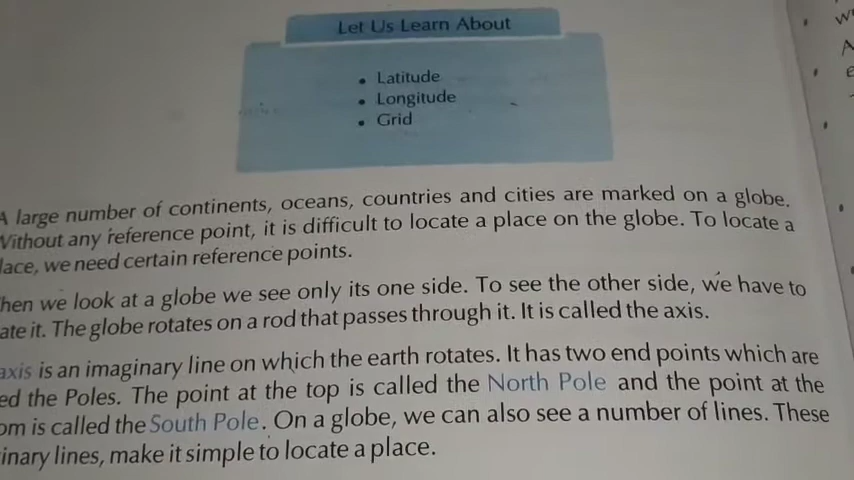 Let Us Learn About
• Latitude
• Longitude
• Grid
A large number of continents, oceans, countries and cities are marked on a globe.
Without any reference point, it is difficult to locate a place on the globe. To locate a
lace, we need certain reference points.
hen we look at a globe we see only its one side. To see the other side, we have to
ate it. The globe rotates on a rod that passes through it. It is called the axis.
axis is an imaginary line on which the earth rotates. It has two end points which are
ed the Poles. The point at the top is called the North Pole and the point at the
om is called the South Pole. On a globe, we can also see a number of lines. These
inary lines, make it simple to locate a place.